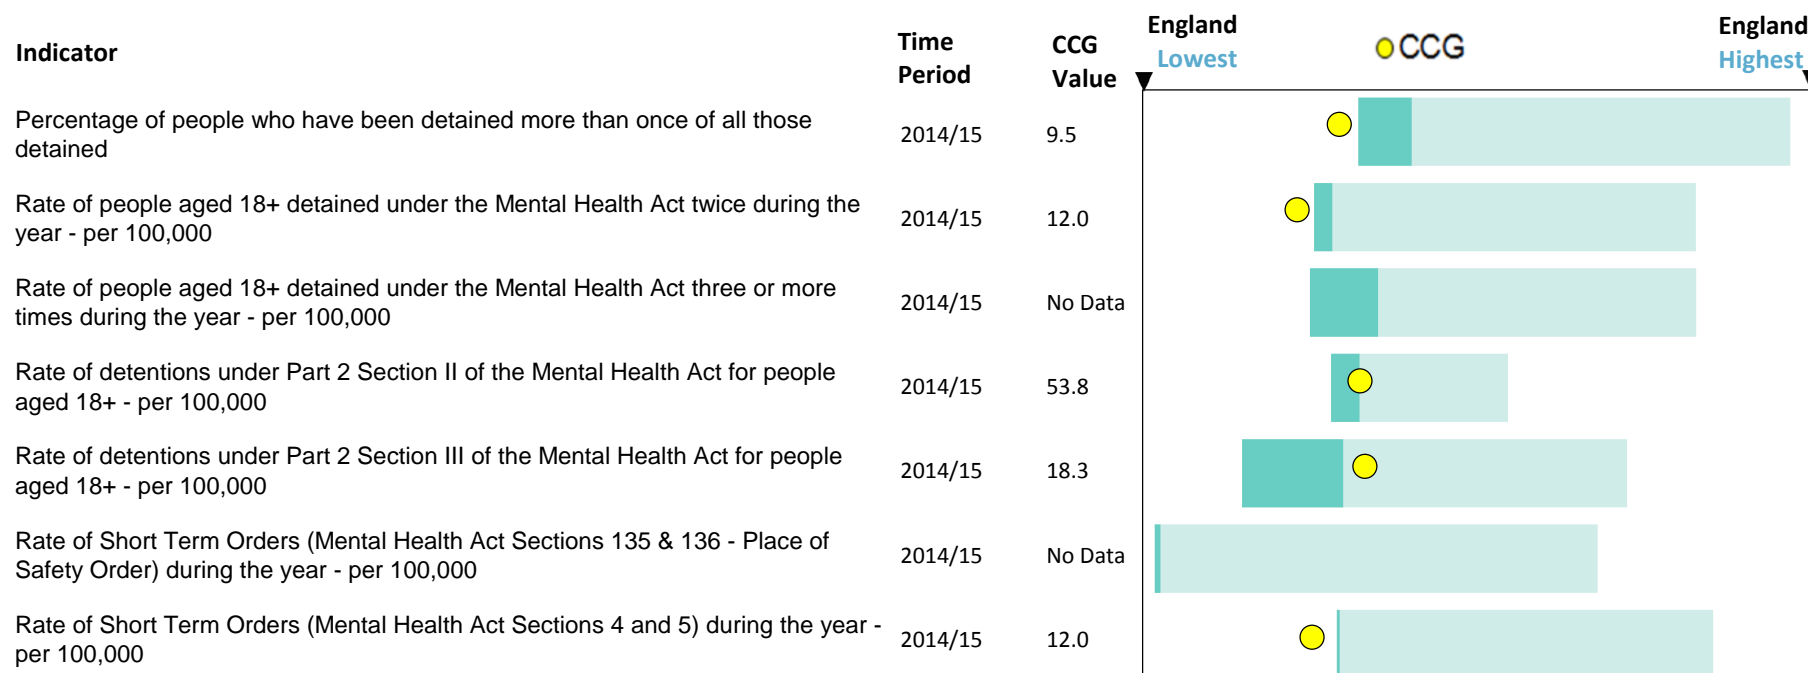 Indicator
Time
Period
CCG
Value
England
Lowest
CCG
England
Highest
Percentage of people who have been detained more than once of all those
detained
2014/15
9.5
Rate of people aged 18+ detained under the Mental Health Act twice during the
year - per 100,000
2014/15
12.0
Rate of people aged 18+ detained under the Mental Health Act three or more
times during the year - per 100,000
2014/15
No Data
Rate of detentions under Part 2 Section II of the Mental Health Act for people
aged 18+ - per 100,000
2014/15
53.8
Rate of detentions under Part 2 Section III of the Mental Health Act for people
aged 18+ - per 100,000
2014/15
18.3
Rate of Short Term Orders (Mental Health Act Sections 135 & 136 - Place of
Safety Order) during the year - per 100,000
2014/15
No Data
Rate of Short Term Orders (Mental Health Act Sections 4 and 5) during the year -
per 100,000
2014/15
12.0